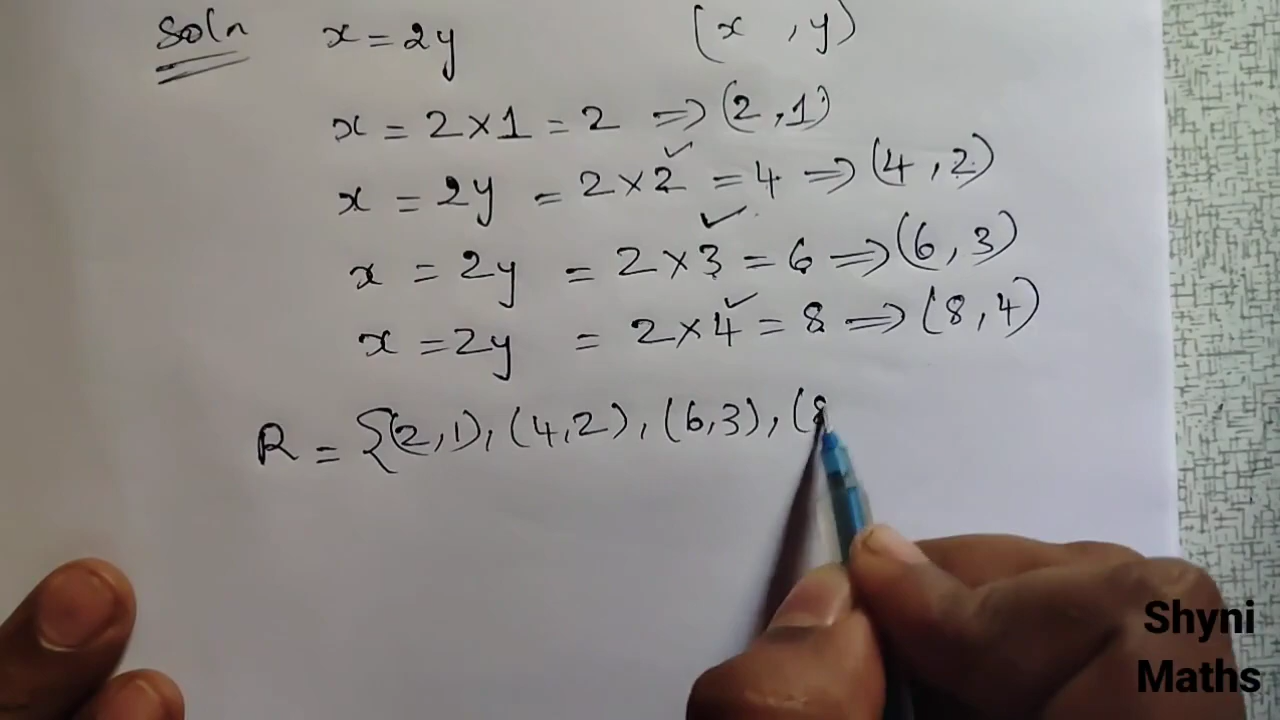 Soln x = 2y (x , y)
x = 2×1 = 2 ⇒ (2,1)
x = 2y = 2×2 = 4 ⇒ (4,2)
x = 2y = 2×3 = 6 ⇒ (6,3)
x = 2y = 2×4 = 8 ⇒ (8,4)
R = {(2,1), (4,2), (6,3), (8
Shyni
Maths